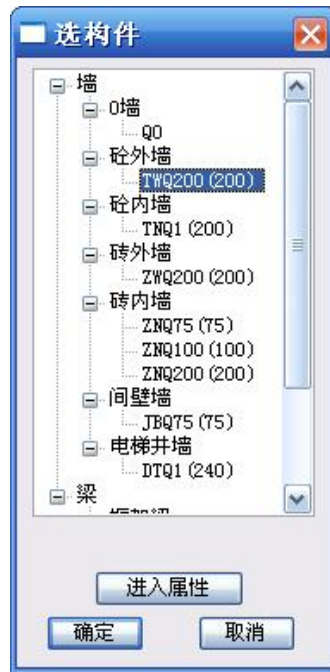 选构件
墙
0墙
Q0
砼外墙
TWQ200(200)
砼内墙
TNQ1(200)
砖外墙
ZWQ200(200)
砖内墙
ZNQ75(75)
ZNQ100(100)
ZNQ200(200)
间壁墙
JBQ75(75)
电梯井墙
DTQ1(240)
梁
进入属性
确定
取消